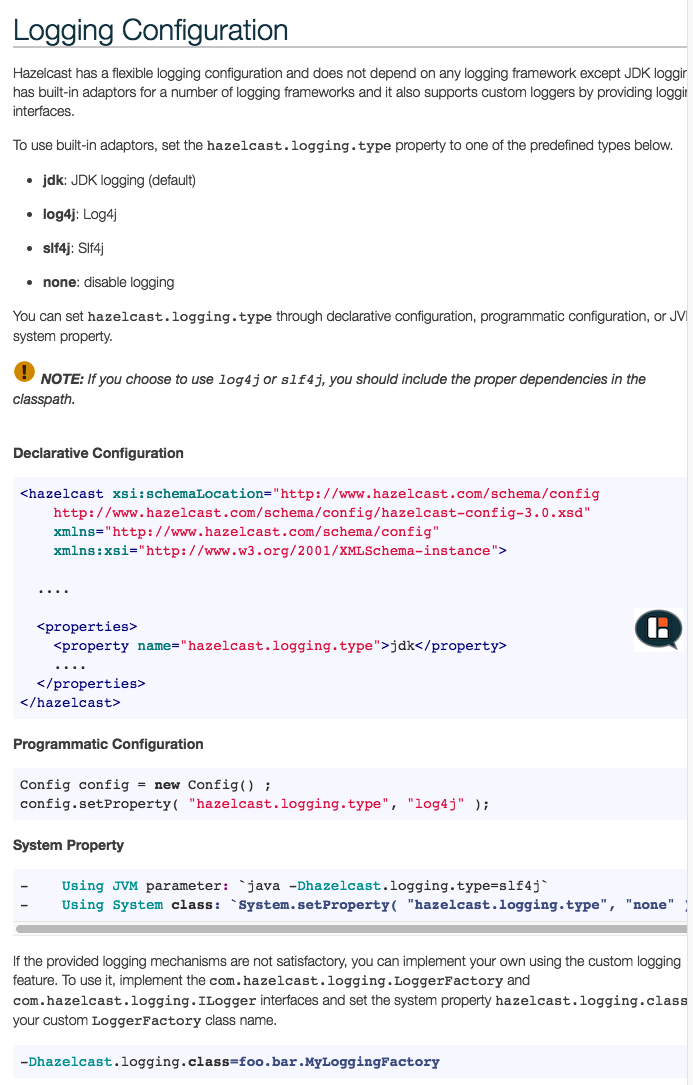 Logging Configuration
Hazelcast has a flexible logging configuration and does not depend on any logging framework except JDK
has built-in adaptors for a number of logging frameworks and it also supports custom loggers by providing
interfaces.
To use built-in adaptors, set the hazelcast.logging.type property to one of the predefined types below.
• jdk: JDK logging (default)
• log4j: Log4j
• slf4j: Slf4j
• none: disable logging
You can set hazelcast.logging.type through declarative configuration, programmatic configuration, or
system property.
! NOTE: If you choose to use log4j or slf4j, you should include the proper dependencies in the
classpath.
Declarative Configuration
<hazelcast xsi:schemaLocation="http://www.hazelcast.com/schema/config
http://www.hazelcast.com/schema/config/hazelcast-config-3.0.xsd"
xmlns="http://www.hazelcast.com/schema/config"
xmlns:xsi="http://www.w3.org/2001/XMLSchema-instance">
....
<properties>
<property name="hazelcast.logging.type">jdk</property>
....
</properties>
</hazelcast>
Programmatic Configuration
Config config = new Config() ;
config.setProperty( "hazelcast.logging.type", "log4j" );
System Property
- Using JVM parameter: `java -Dhazelcast.logging.type=slf4j`
- Using System class: `System.setProperty( "hazelcast.logging.type", "none" )
If the provided logging mechanisms are not satisfactory, you can implement your own using the custom logging
feature. To use it, implement the com.hazelcast.logging.LoggerFactory and
com.hazelcast.logging.ILogger interfaces and set the system property hazelcast.logging.class
your custom LoggerFactory class name.
-Dhazelcast.logging.class=foo.bar.MyLoggingFactory